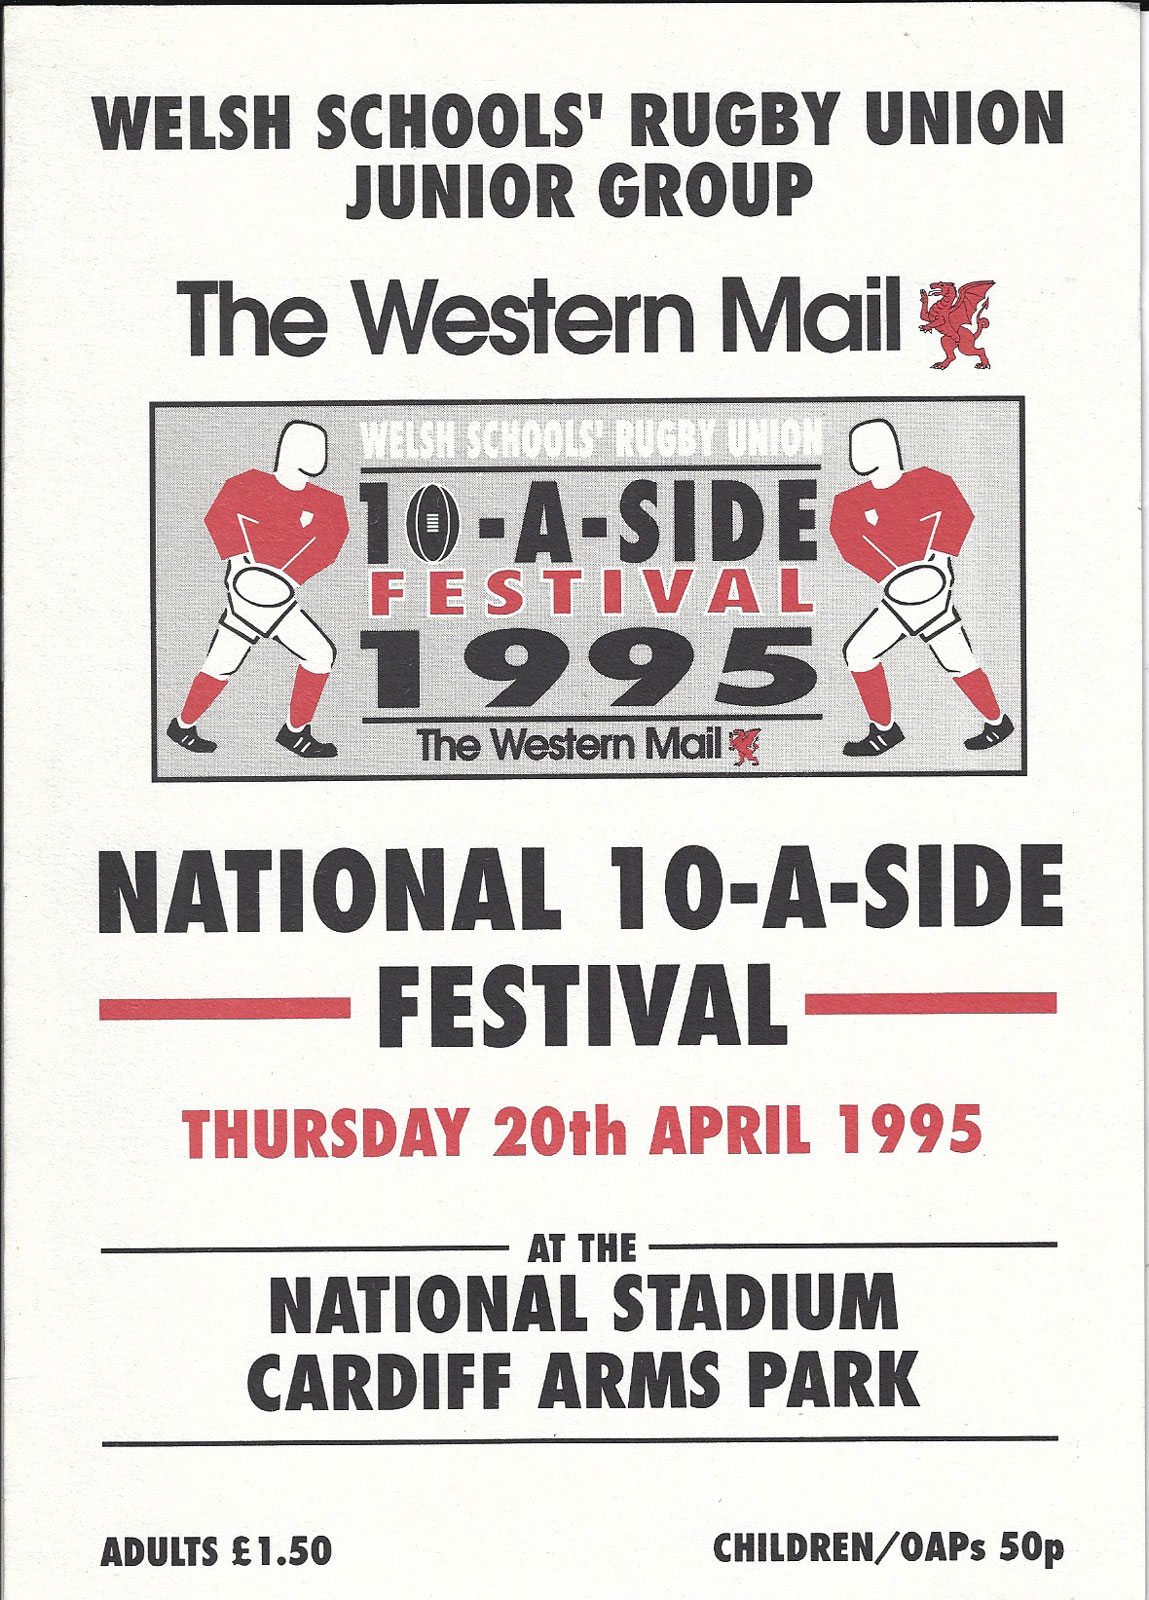 WELSH SCHOOLS' RUGBY UNION
JUNIOR GROUP
The Western Mail
WELSH SCHOOLS' RUGBY UNION
10-A-SIDE
FESTIVAL
1995
The Western Mail
NATIONAL 10-A-SIDE
FESTIVAL
THURSDAY 20th APRIL 1995
AT THE
NATIONAL STADIUM
CARDIFF ARMS PARK
ADULTS £1.50
CHILDREN/OAPs 50p